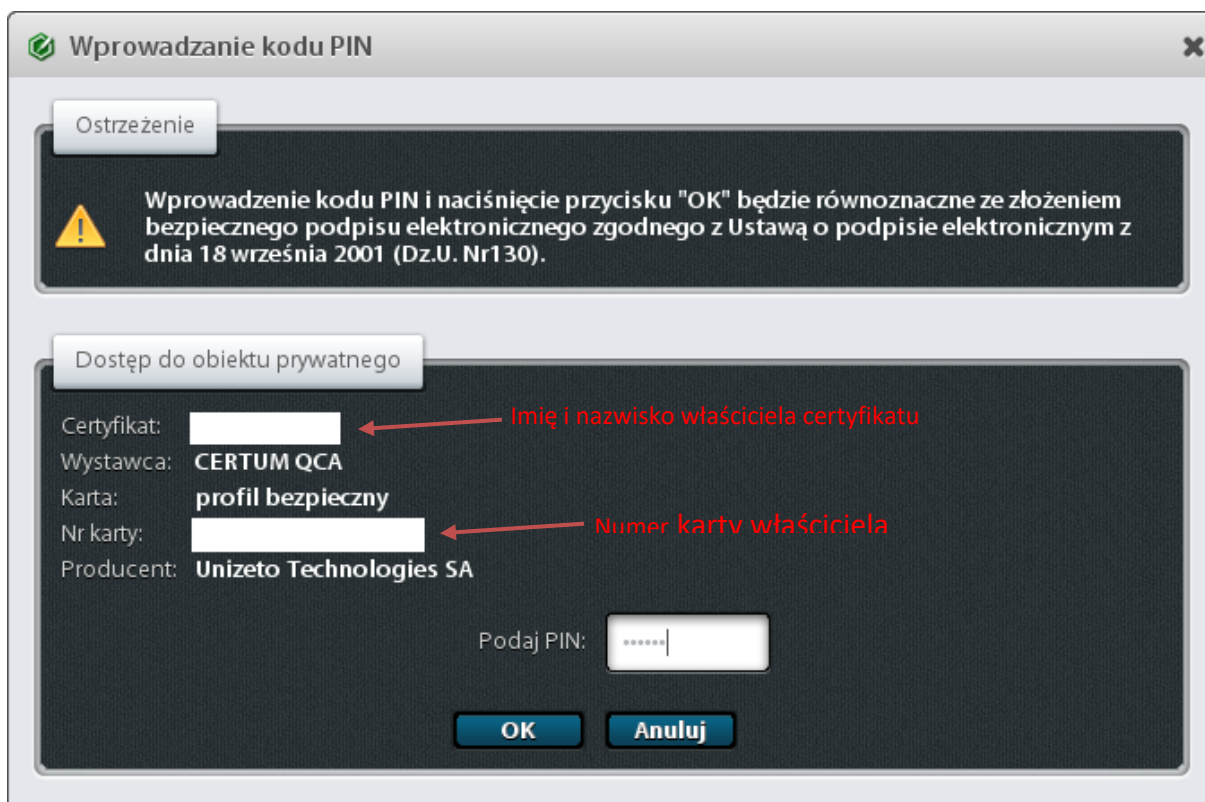 Wprowadzanie kodu PIN
Ostrzeżenie
Wprowadzenie kodu PIN i naciśnięcie przycisku "OK" będzie równoznaczne ze złożeniem
bezpiecznego podpisu elektronicznego zgodnego z Ustawą o podpisie elektronicznym z
dnia 18 września 2001 (Dz.U. Nr130).
Dostęp do obiektu prywatnego
Certyfikat: Imię i nazwisko właściciela certyfikatu
Wystawca: CERTUM QCA
Karta: profil bezpieczny
Nr karty: Numer karty właściciela
Producent: Unizeto Technologies SA
Podaj PIN: ••••••
OK Anuluj